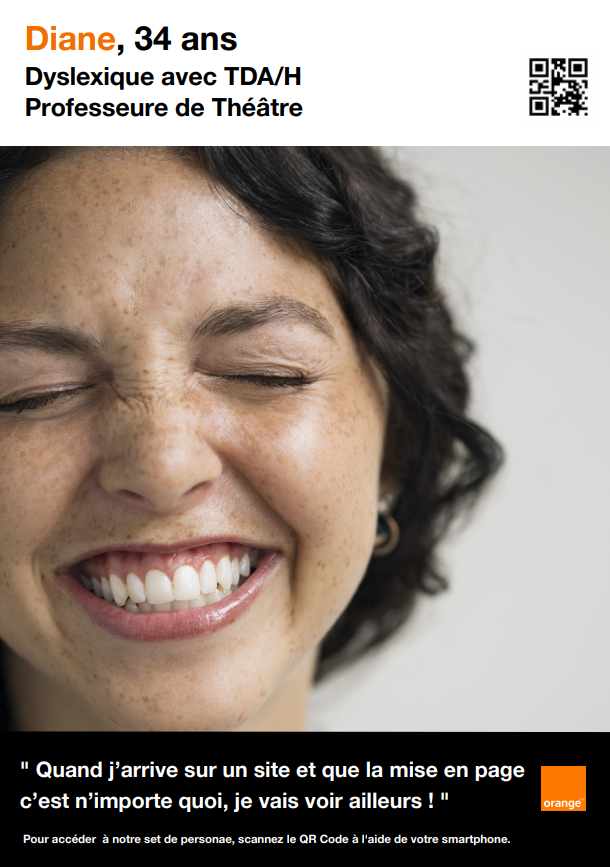 Diane, 34 ans
Dyslexique avec TDA/H
Professeure de Théâtre
" Quand j’arrive sur un site et que la mise en page
c’est n’importe quoi, je vais voir ailleurs ! "
orange™
Pour accéder à notre set de personae, scannez le QR Code à l'aide de votre smartphone.